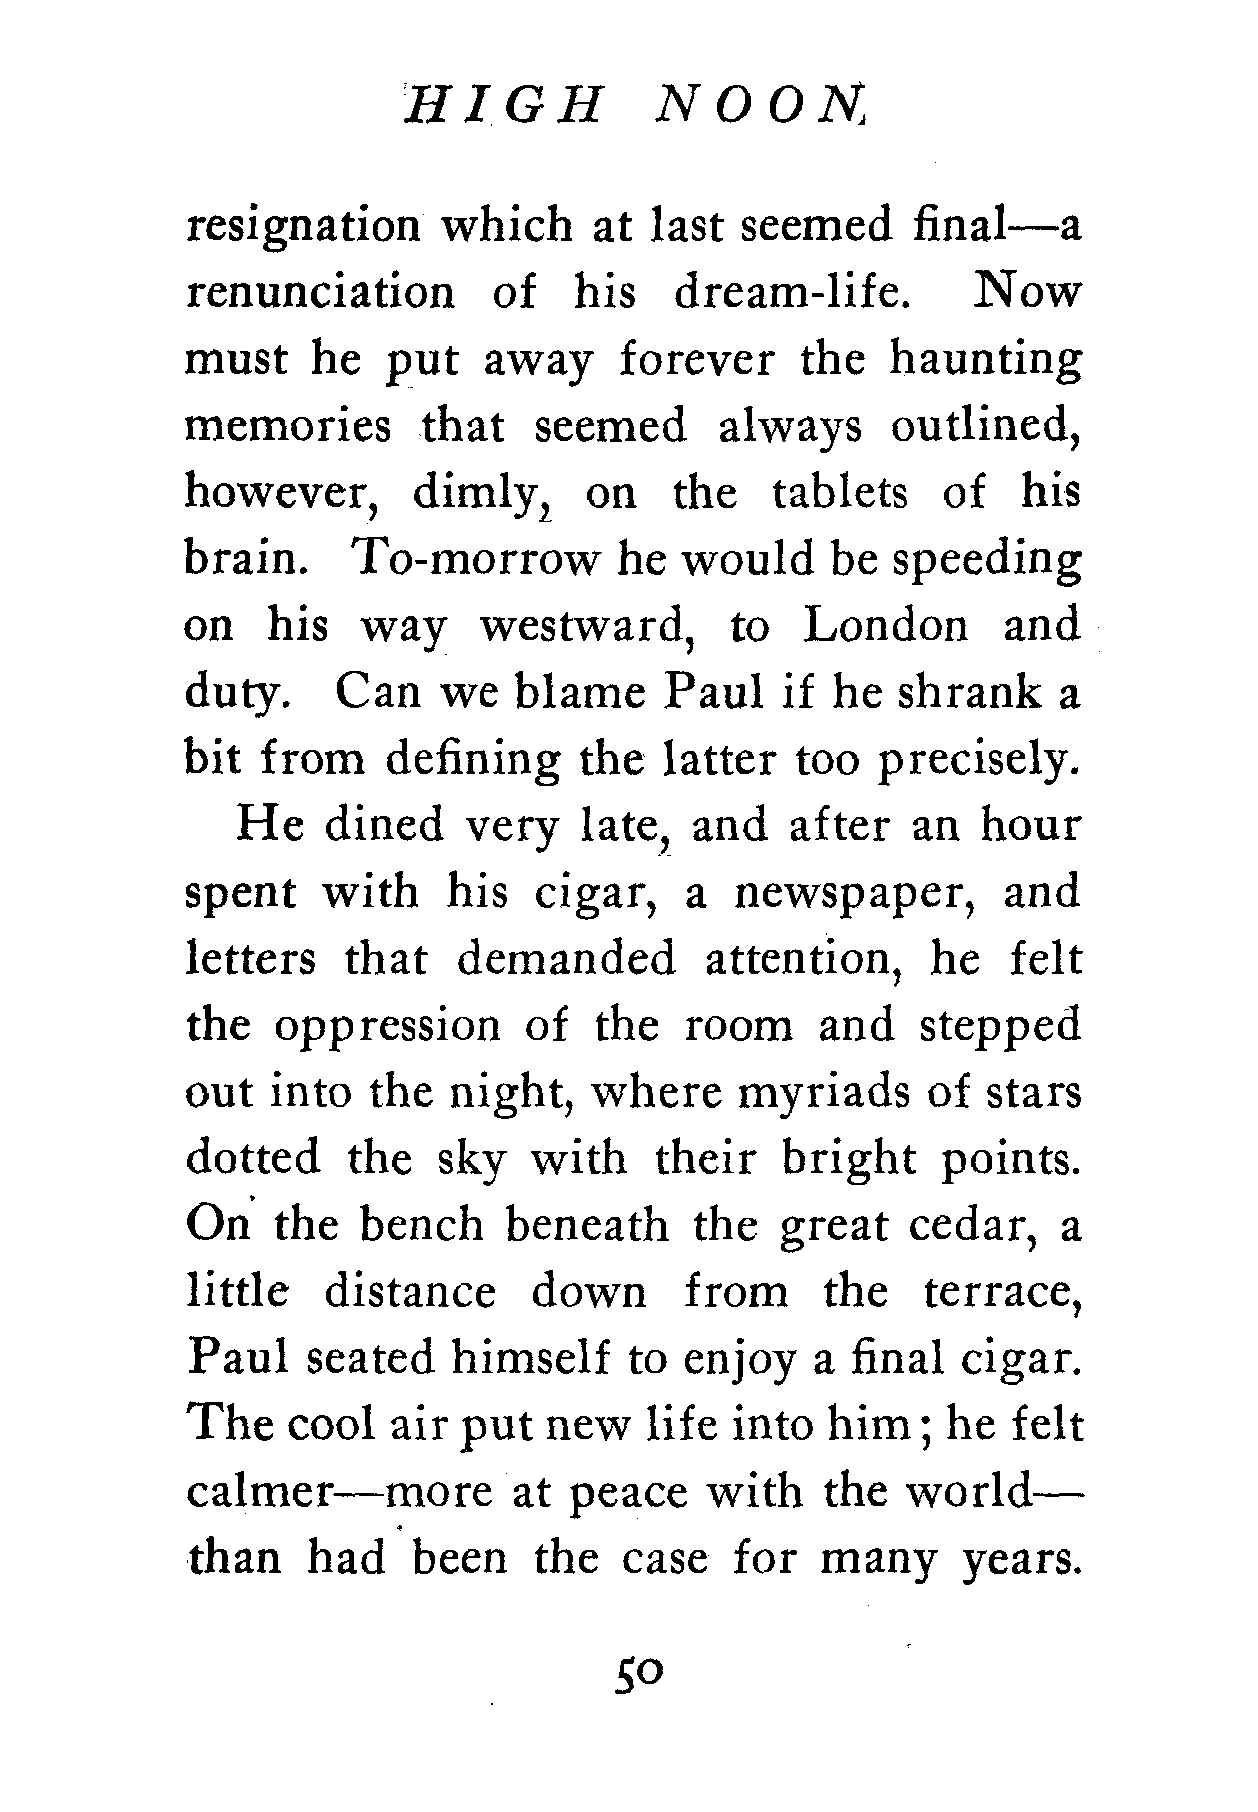 HIGH NOON
resignation which at last seemed final—a
renunciation of his dream-life. Now
must he put away forever the haunting
memories that seemed always outlined,
however, dimly, on the tablets of his
brain. To-morrow he would be speeding
on his way westward, to London and
duty. Can we blame Paul if he shrank a
bit from defining the latter too precisely.
He dined very late, and after an hour
spent with his cigar, a newspaper, and
letters that demanded attention, he felt
the oppression of the room and stepped
out into the night, where myriads of stars
dotted the sky with their bright points.
On the bench beneath the great cedar, a
little distance down from the terrace,
Paul seated himself to enjoy a final cigar.
The cool air put new life into him; he felt
calmer—more at peace with the world—
than had been the case for many years.
50